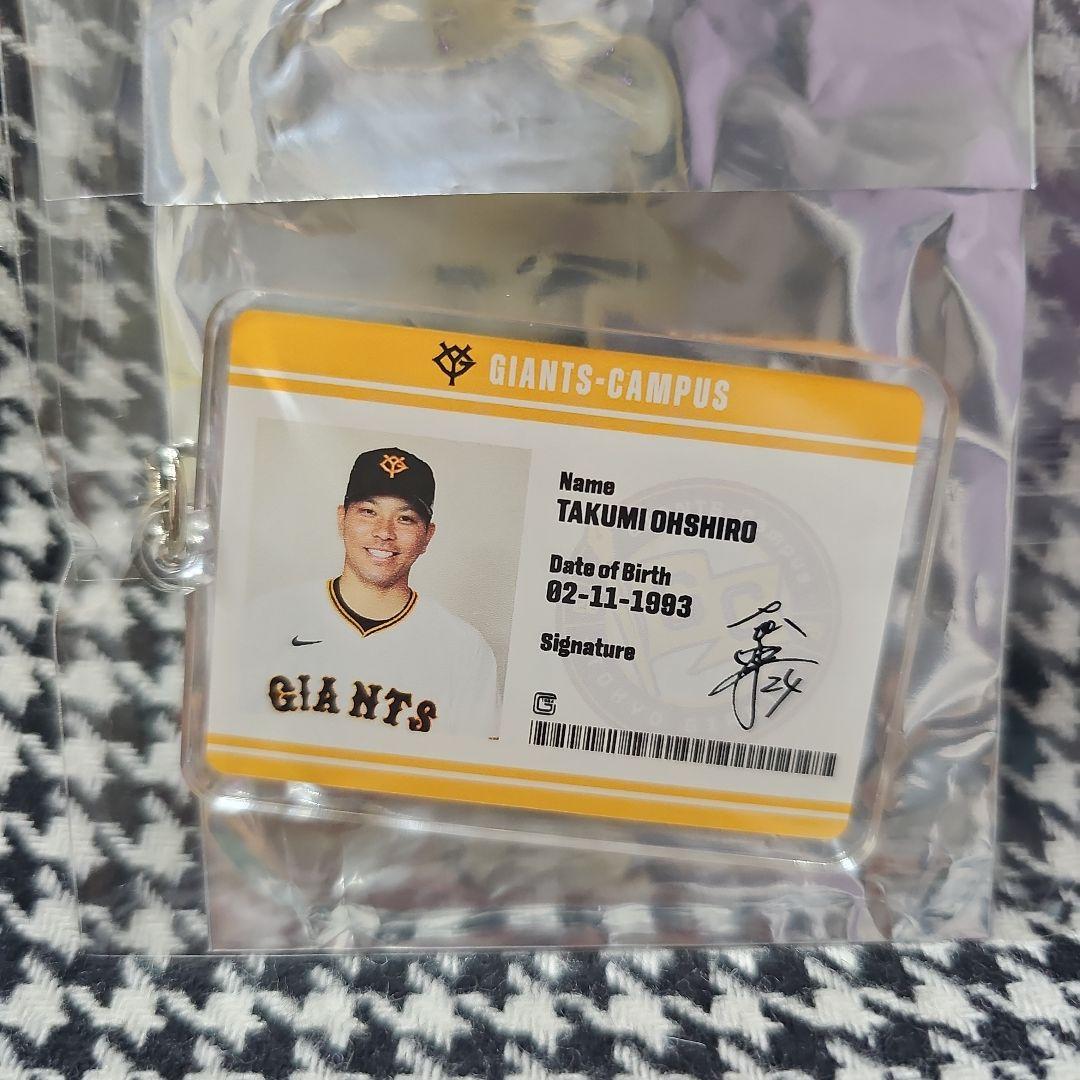 GIANTS-CAMPUS
Name
TAKUMI OHSHIRO
Date of Birth
02-11-1993
Signature
24
GIANTS